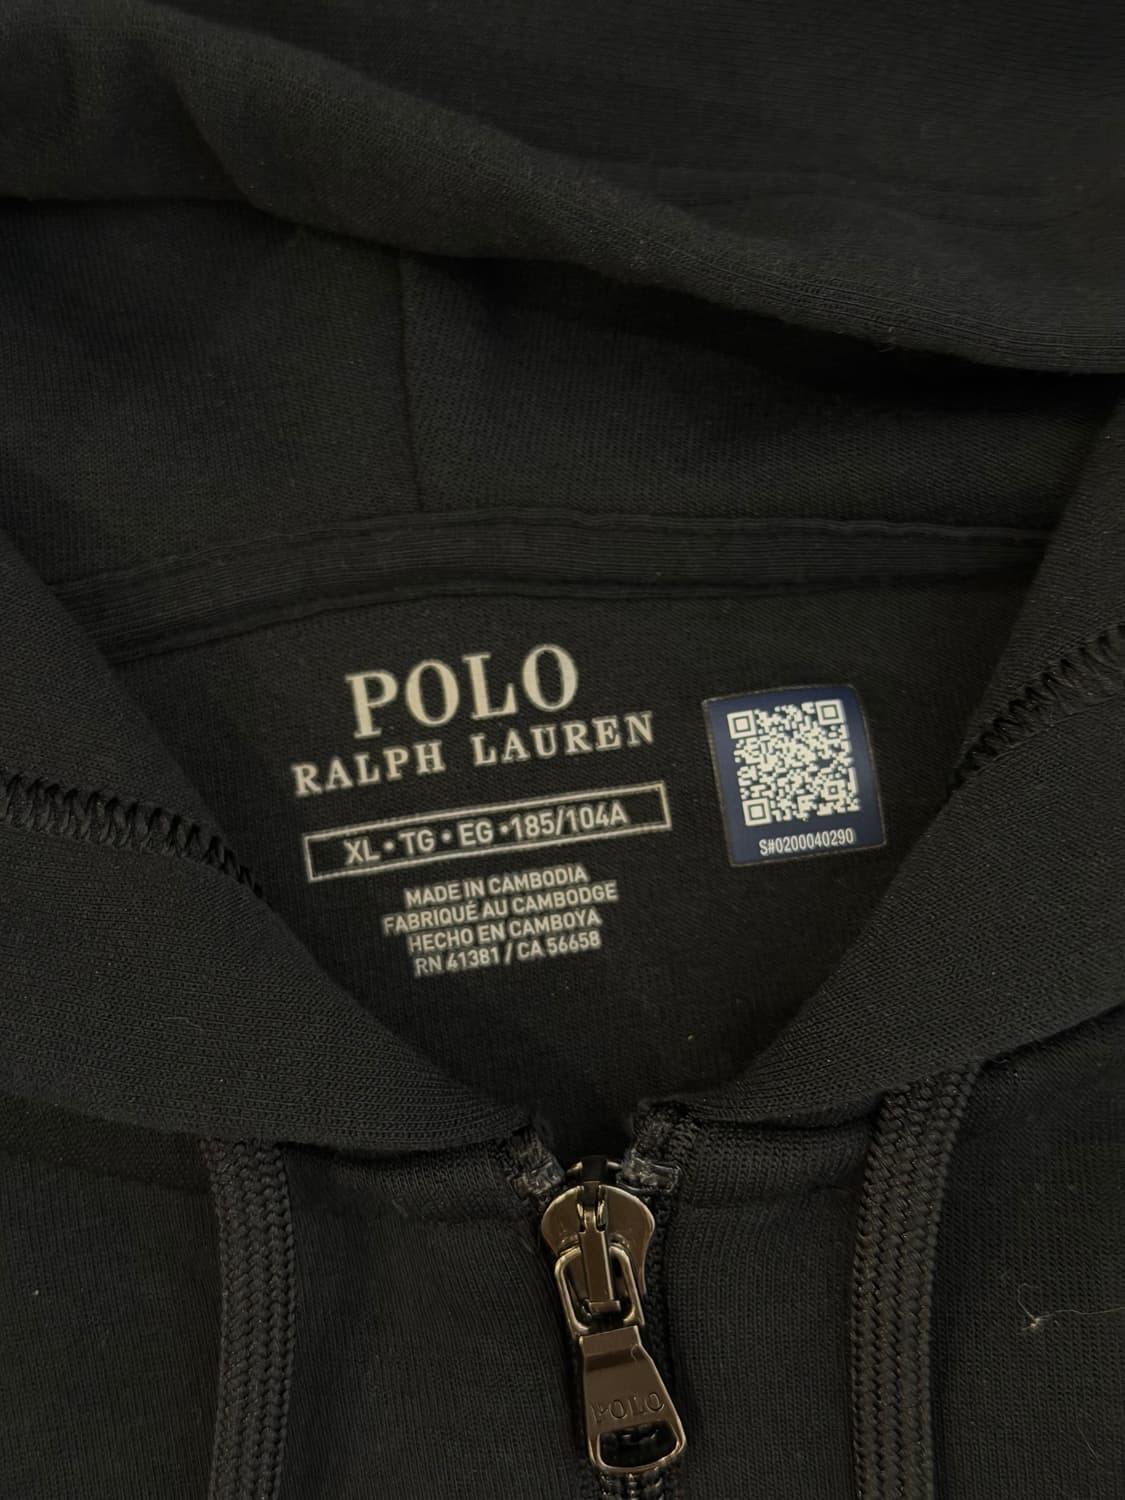 POLO
RALPH LAUREN
XL • TG • EG • 185/104A
MADE IN CAMBODIA
FABRIQUÉ AU CAMBODGE
HECHO EN CAMBOYA
RN 41381 / CA 56658
S#0200040290
POLO